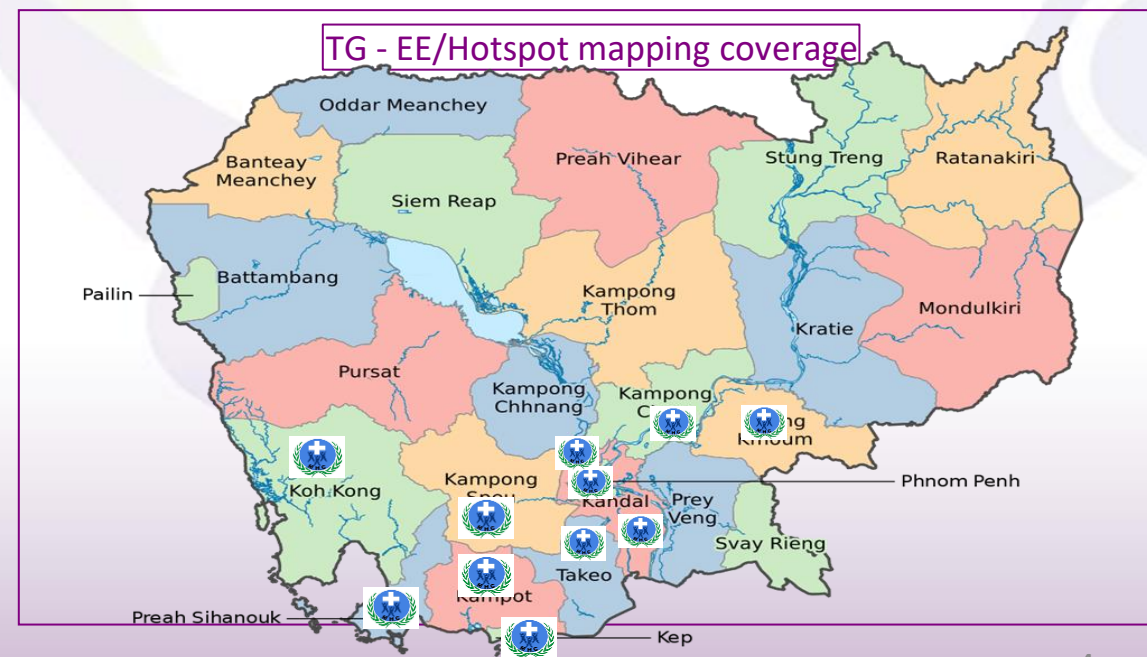 TG - EE/Hotspot mapping coverage
Oddar Meanchey
Banteay
Meanchey
Preah Vihear
Stung Treng
Ratanakiri
Siem Reap
Battambang
Pailin
Kampong
Thom
Kratie
Mondulkiri
Pursat
Kampong
Chhnang
Kampong
Koh Kong
Kampong
Phnom Penh
Kandal
Prey
Veng
Svay Rieng
Takeo
Kampot
Preah Sihanouk
Kep